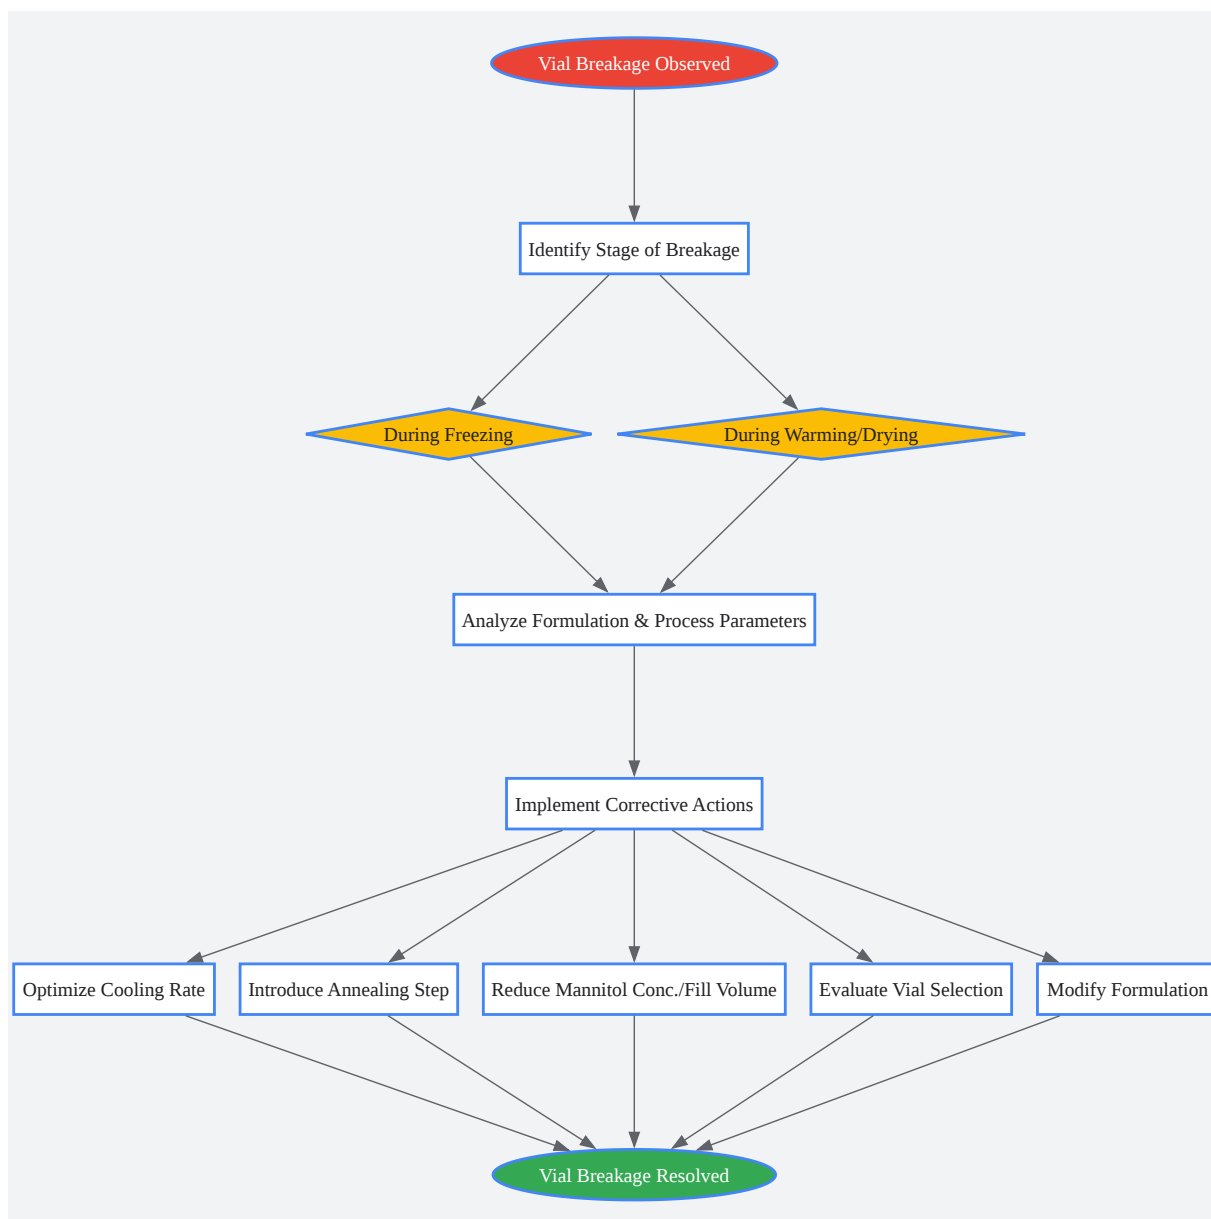 Vial Breakage Observed
Identify Stage of Breakage
During Freezing
During Warming/Drying
Analyze Formulation & Process Parameters
Implement Corrective Actions
Optimize Cooling Rate
Introduce Annealing Step
Reduce Mannitol Conc./Fill Volume
Evaluate Vial Selection
Modify Formulation
Vial Breakage Resolved